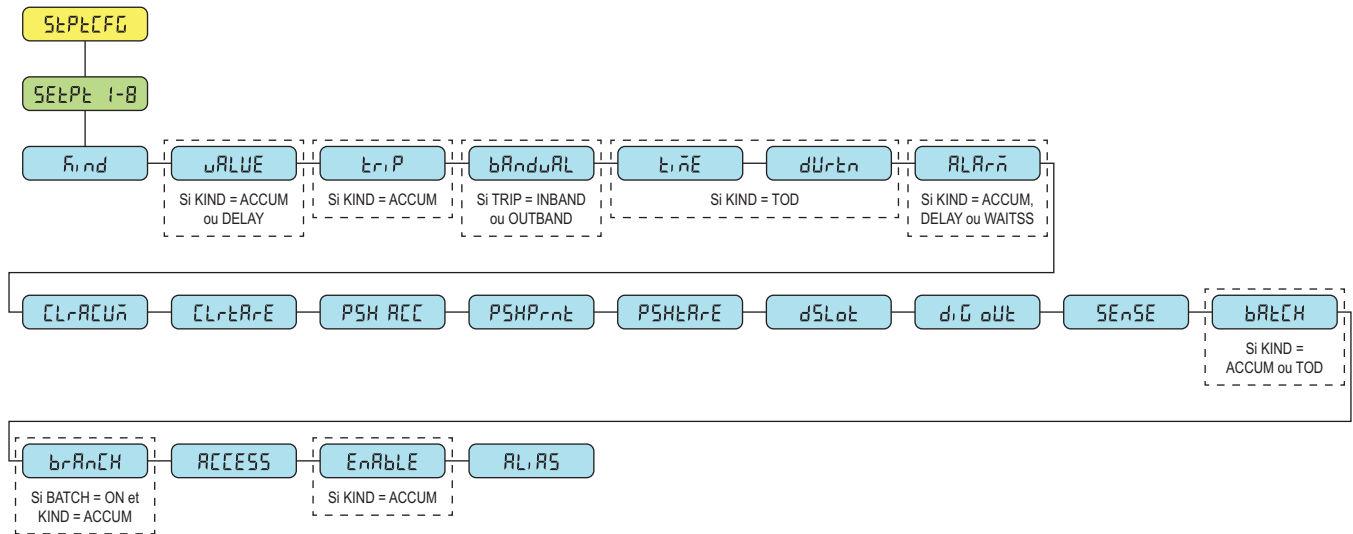 StPtCFG
SEtPt 1-8
Kind
vALUE
Si KIND = ACCUM
ou DELAY
triP
Si KIND = ACCUM
bAndvAL
Si TRIP = INBAND
ou OUTBAND
tiME
dUrtn
Si KIND = TOD
ALArM
Si KIND = ACCUM,
DELAY ou WAITSS
CLrACUM
CLrtArE
PSH ACC
PSHPrnt
PSHtArE
dSLot
diG oUt
SEnSE
bAtCH
Si KIND =
ACCUM ou TOD
brAnCH
Si BATCH = ON et
KIND = ACCUM
ACCESS
EnAbLE
Si KIND = ACCUM
ALiAS